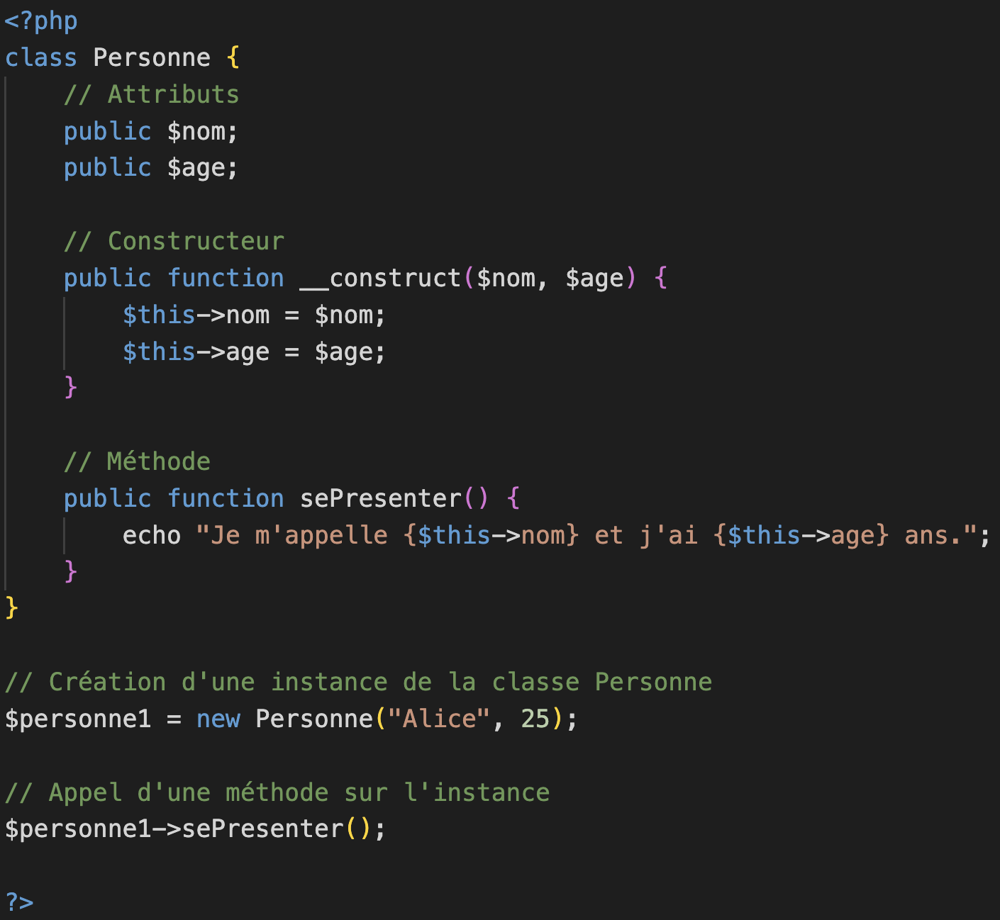 <?php
class Personne {
    // Attributs
    public $nom;
    public $age;

    // Constructeur
    public function __construct($nom, $age) {
        $this->nom = $nom;
        $this->age = $age;
    }

    // Méthode
    public function sePresenter() {
        echo "Je m'appelle {$this->nom} et j'ai {$this->age} ans.";
    }
}

// Création d'une instance de la classe Personne
$personne1 = new Personne("Alice", 25);

// Appel d'une méthode sur l'instance
$personne1->sePresenter();

?>